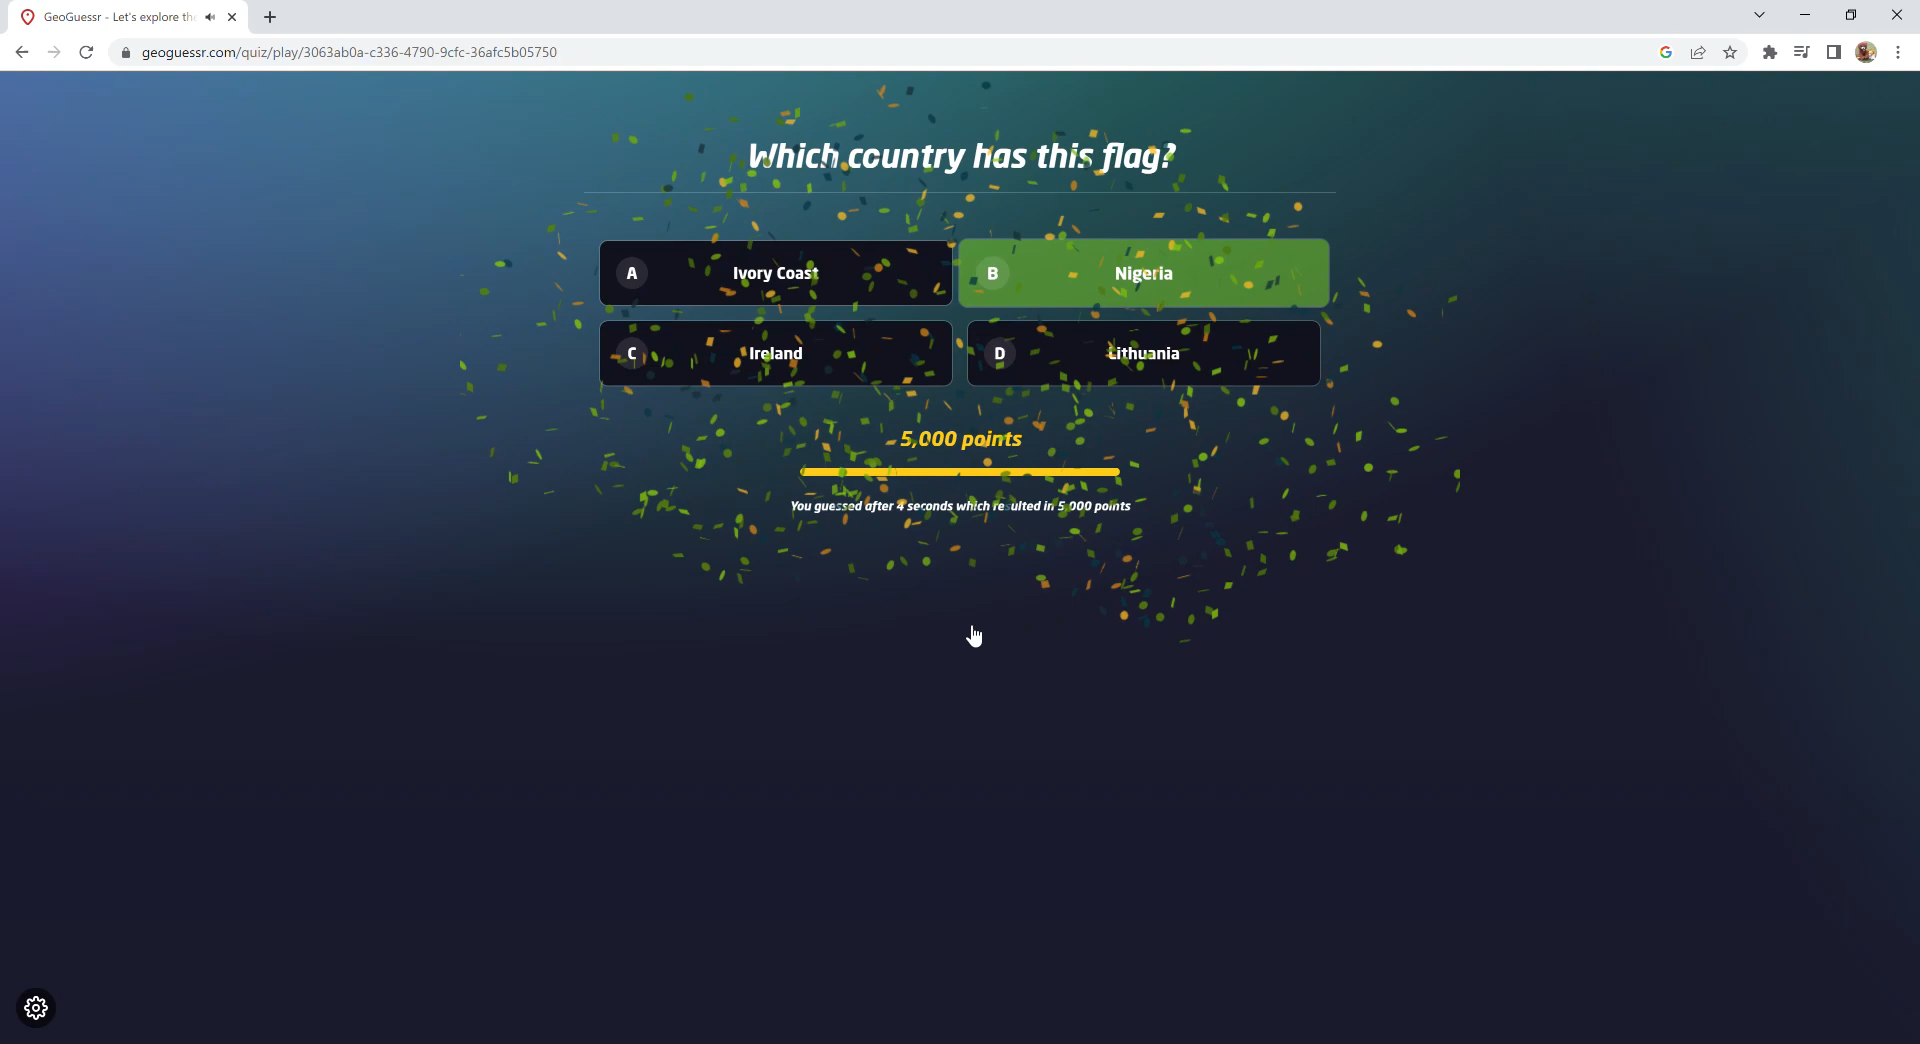 GeoGuessr - Let's explore th
geoguessr.com/quiz/play/3063ab0a-c336-4790-9cfc-36afc5b05750
Which country has this flag?
A Ivory Coast
B Nigeria
C Ireland
D Lithuania
5,000 points
You guessed after 4 seconds which resulted in 5,000 points